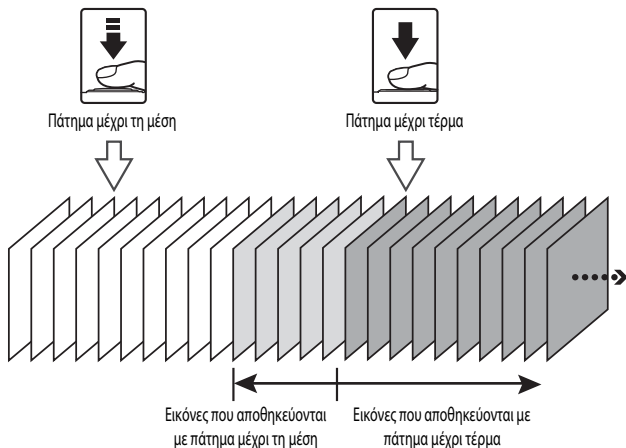 Πάτημα μέχρι τη μέση
Πάτημα μέχρι τέρμα
Εικόνες που αποθηκεύονται
με πάτημα μέχρι τη μέση
Εικόνες που αποθηκεύονται με
πάτημα μέχρι τέρμα